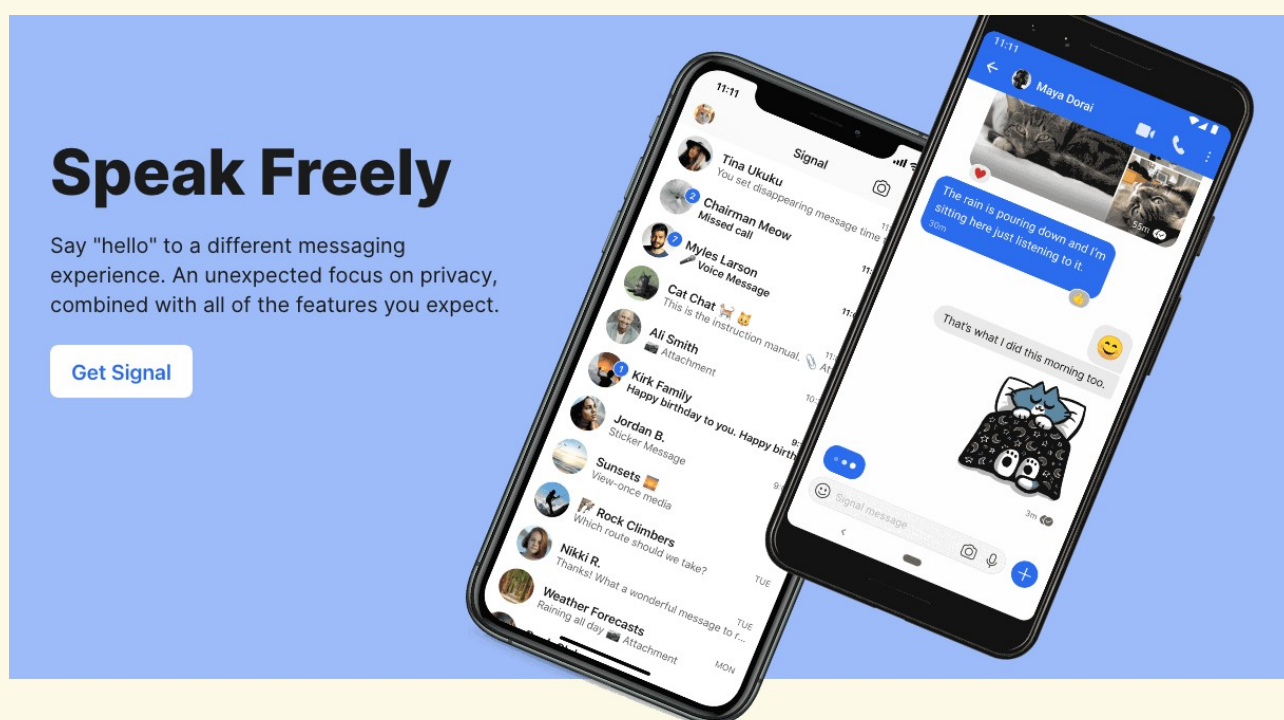 Speak Freely
Say "hello" to a different messaging
experience. An unexpected focus on privacy,
combined with all of the features you expect.
Get Signal
11:11
Signal
Tina Ukuku
You set disappearing message time
2
Chairman Meow
Missed call
7
Myles Larson
🎤 Voice Message
Cat Chat 🐈 🐱
This is the instruction manual. 📎
Ali Smith
📷 Attachment
1
Kirk Family
Happy birthday to you. Happy birth
Jordan B.
Sticker Message
Sunsets 🌅
View-once media
🧗 Rock Climbers
Which route should we take?
TUE
Nikki R.
Thanks! What a wonderful message to r...
TUE
Weather Forecasts
Raining all day 📷 Attachment
MON
11:11
Maya Dorai
55m
The rain is pouring down and I'm
sitting here just listening to it.
30m
That's what I did this morning too.
3m
Signal message